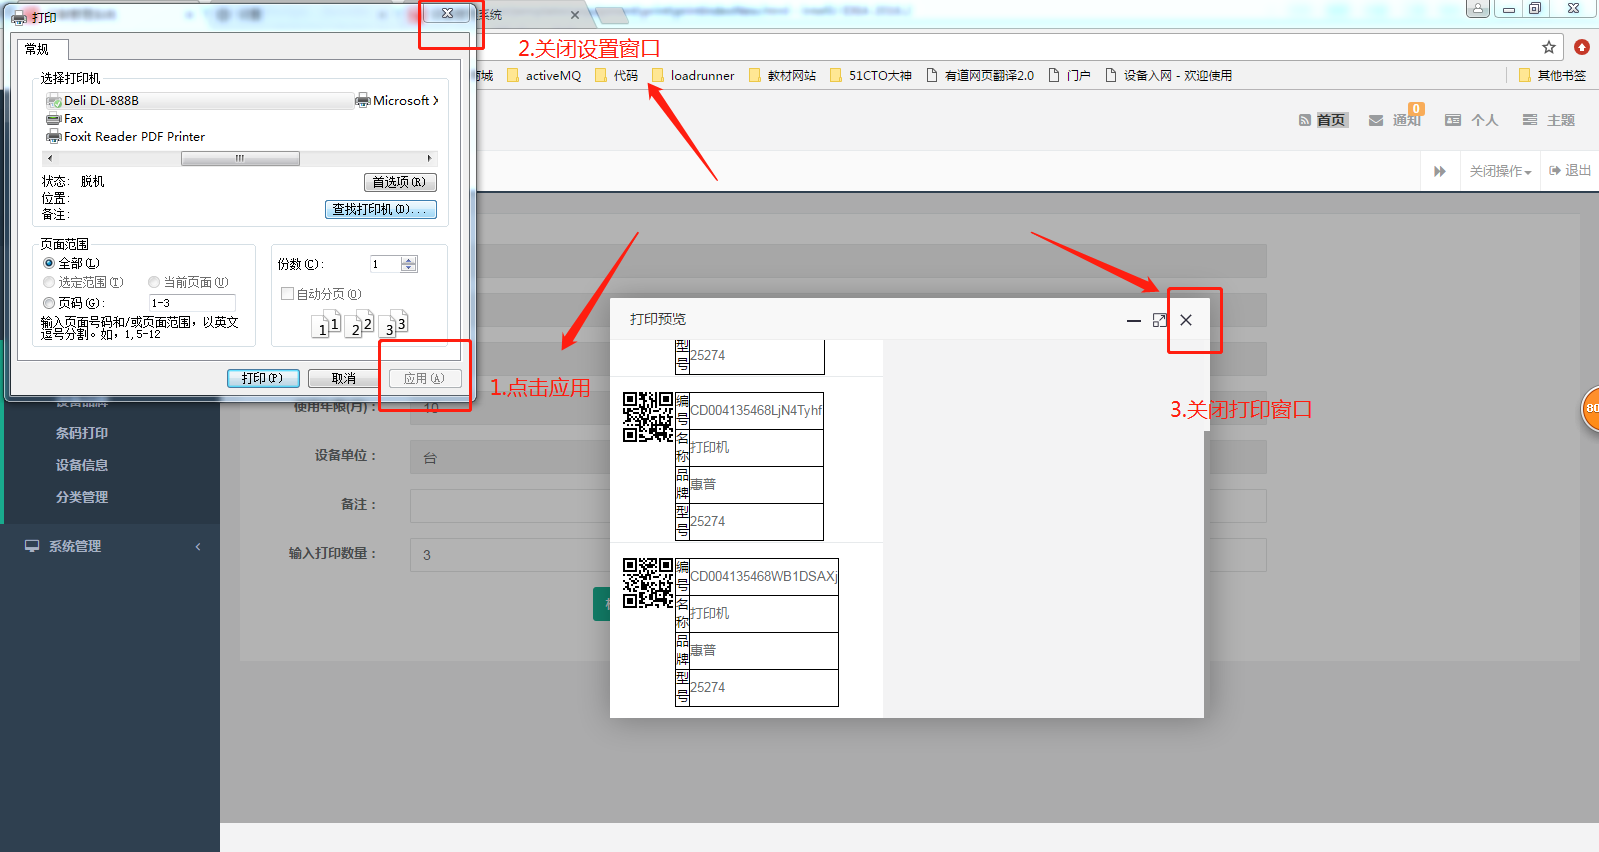 打印
系统
常规
选择打印机
Deli DL-888B
Microsoft X
Fax
Foxit Reader PDF Printer
状态: 脱机
首选项(R)
位置:
备注:
查找打印机(D)...
页面范围
全部(L)
选定范围(T)
当前页面(U)
页码(G):
1-3
输入页面号码和/或页面范围，以英文
逗号分割。如，1,5-12
份数(C):
1
自动分页(O)
1 1 2 2 3 3
打印(P)
取消
应用(A)
1.点击应用
2.关闭设置窗口
3.关闭打印窗口
商城
activeMQ
代码
loadrunner
教材网站
51CTO大神
有道网页翻译2.0
门户
设备入网 - 欢迎使用
其他书签
首页
通知
0
个人
主题
关闭操作
退出
设备品牌
条码打印
设备信息
分类管理
系统管理
使用年限(月)：
10
设备单位：
台
备注：
输入打印数量：
3
打印预览
型号
25274
编号
CD004135468LjN4Tyhf
名称
打印机
品牌
惠普
型号
25274
编号
CD004135468WB1DSAXj
名称
打印机
品牌
惠普
型号
25274
80